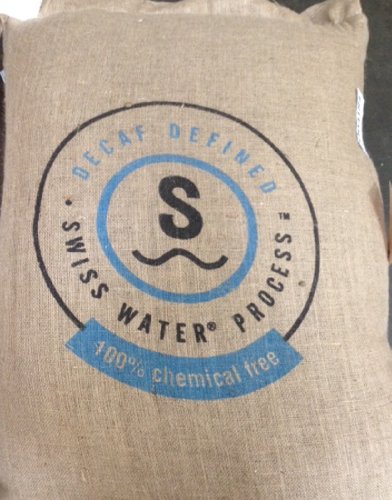 DECAF DEFINED
S
• SWISS WATER® PROCESS™
100% chemical free